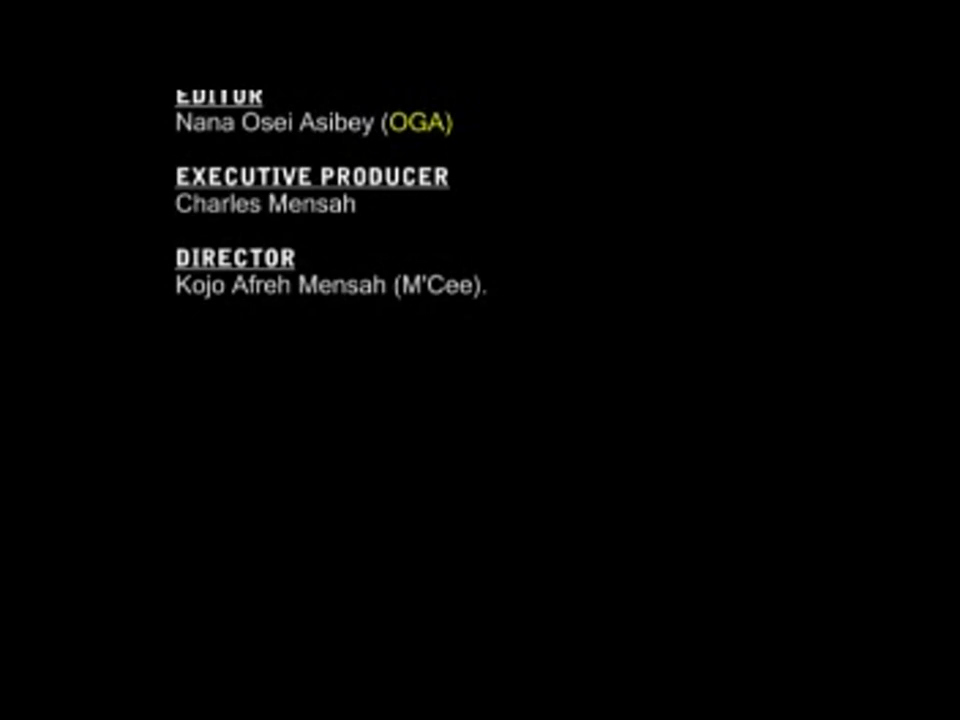 EDITOR
Nana Osei Asibey (OGA)
EXECUTIVE PRODUCER
Charles Mensah
DIRECTOR
Kojo Afreh Mensah (M'Cee).